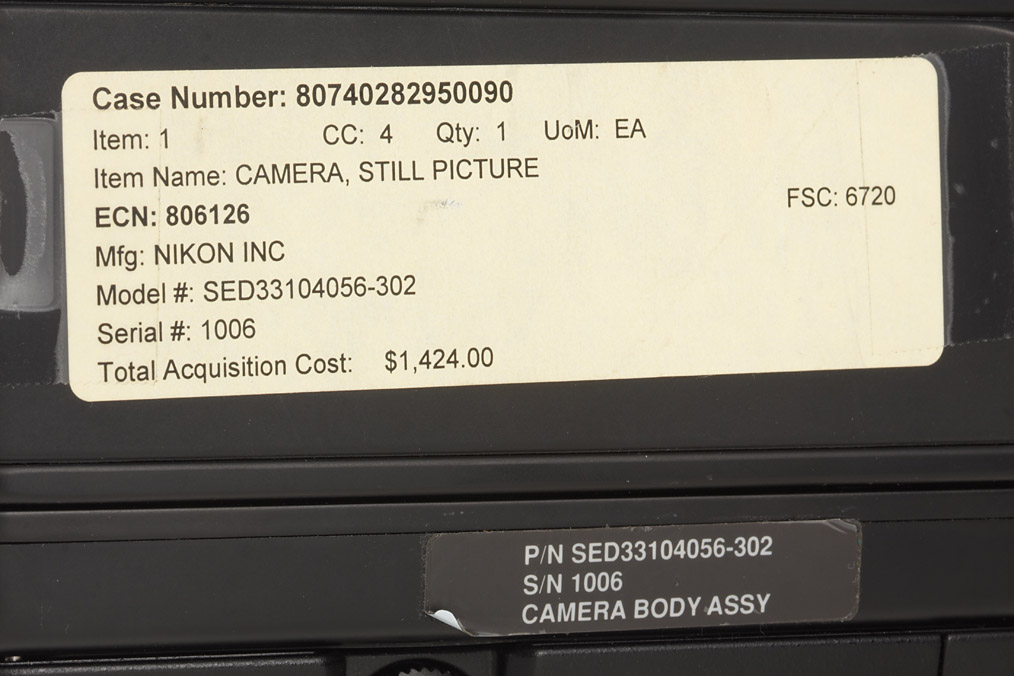 Case Number: 80740282950090
Item: 1 CC: 4 Qty: 1 UoM: EA
Item Name: CAMERA, STILL PICTURE
FSC: 6720
ECN: 806126
Mfg: NIKON INC
Model #: SED33104056-302
Serial #: 1006
Total Acquisition Cost: $1,424.00
P/N SED33104056-302
S/N 1006
CAMERA BODY ASSY